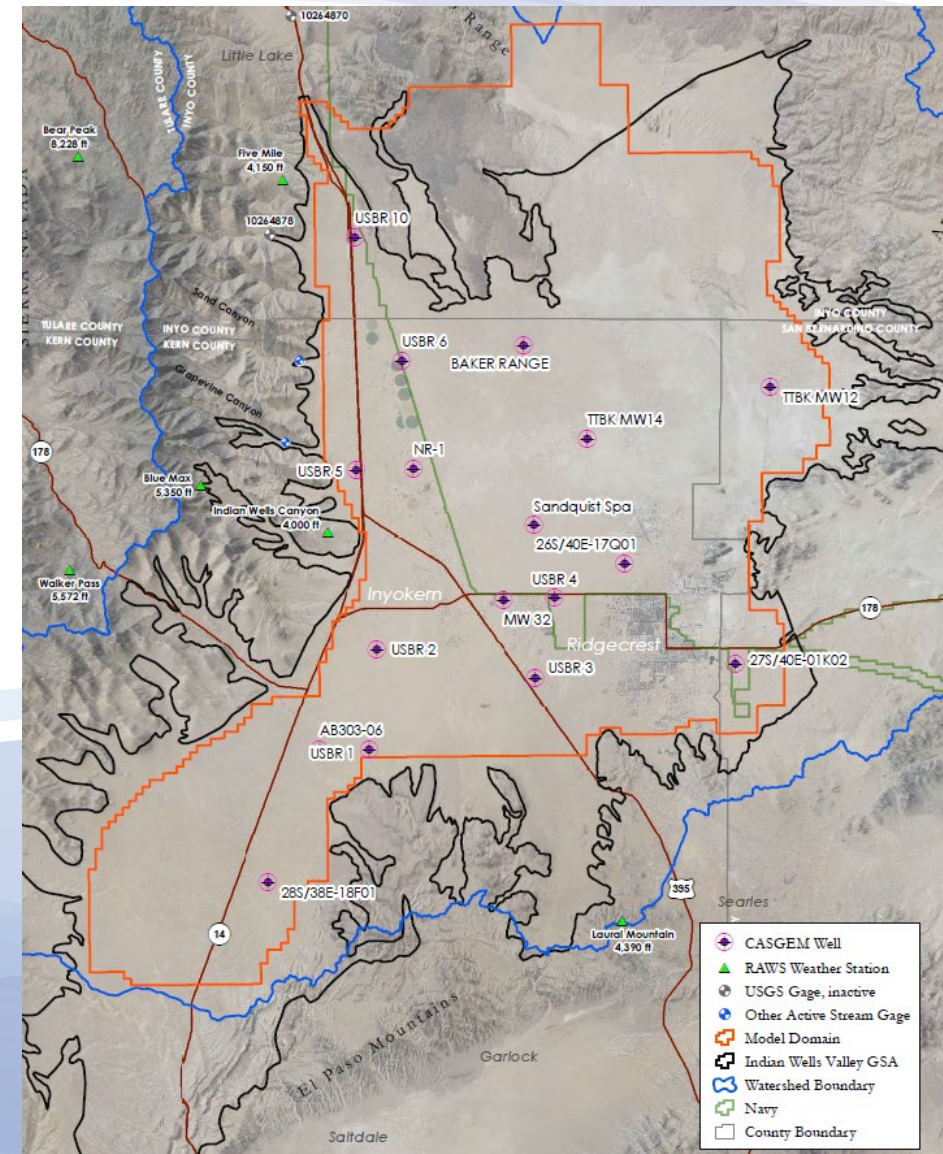 10264870
Little Lake
Range
TULARE COUNTY
INYO COUNTY
Bear Peak
8,228 ft
Five Mile
4,150 ft
10264878
USBR 10
Sand Canyon
TULARE COUNTY
KERN COUNTY
INYO COUNTY
KERN COUNTY
INYO COUNTY
SAN BERNARDINO COUNTY
USBR 6
BAKER RANGE
Grapevine Canyon
TTBK MW12
TTBK MW14
178
USBR 5
NR-1
Blue Max
5,350 ft
Indian Wells Canyon
4,000 ft
Sandquist Spa
26S/40E-17Q01
Walker Pass
5,572 ft
Inyokern
USBR 4
MW 32
178
Ridgecrest
USBR 2
27S/40E-01K02
USBR 3
AB303-06
USBR 1
28S/38E-18F01
395
Searles
14
Laural Mountain
4,390 ft
El Paso Mountains
Garlock
Saltdale
CASGEM Well
RAWS Weather Station
USGS Gage, inactive
Other Active Stream Gage
Model Domain
Indian Wells Valley GSA
Watershed Boundary
Navy
County Boundary